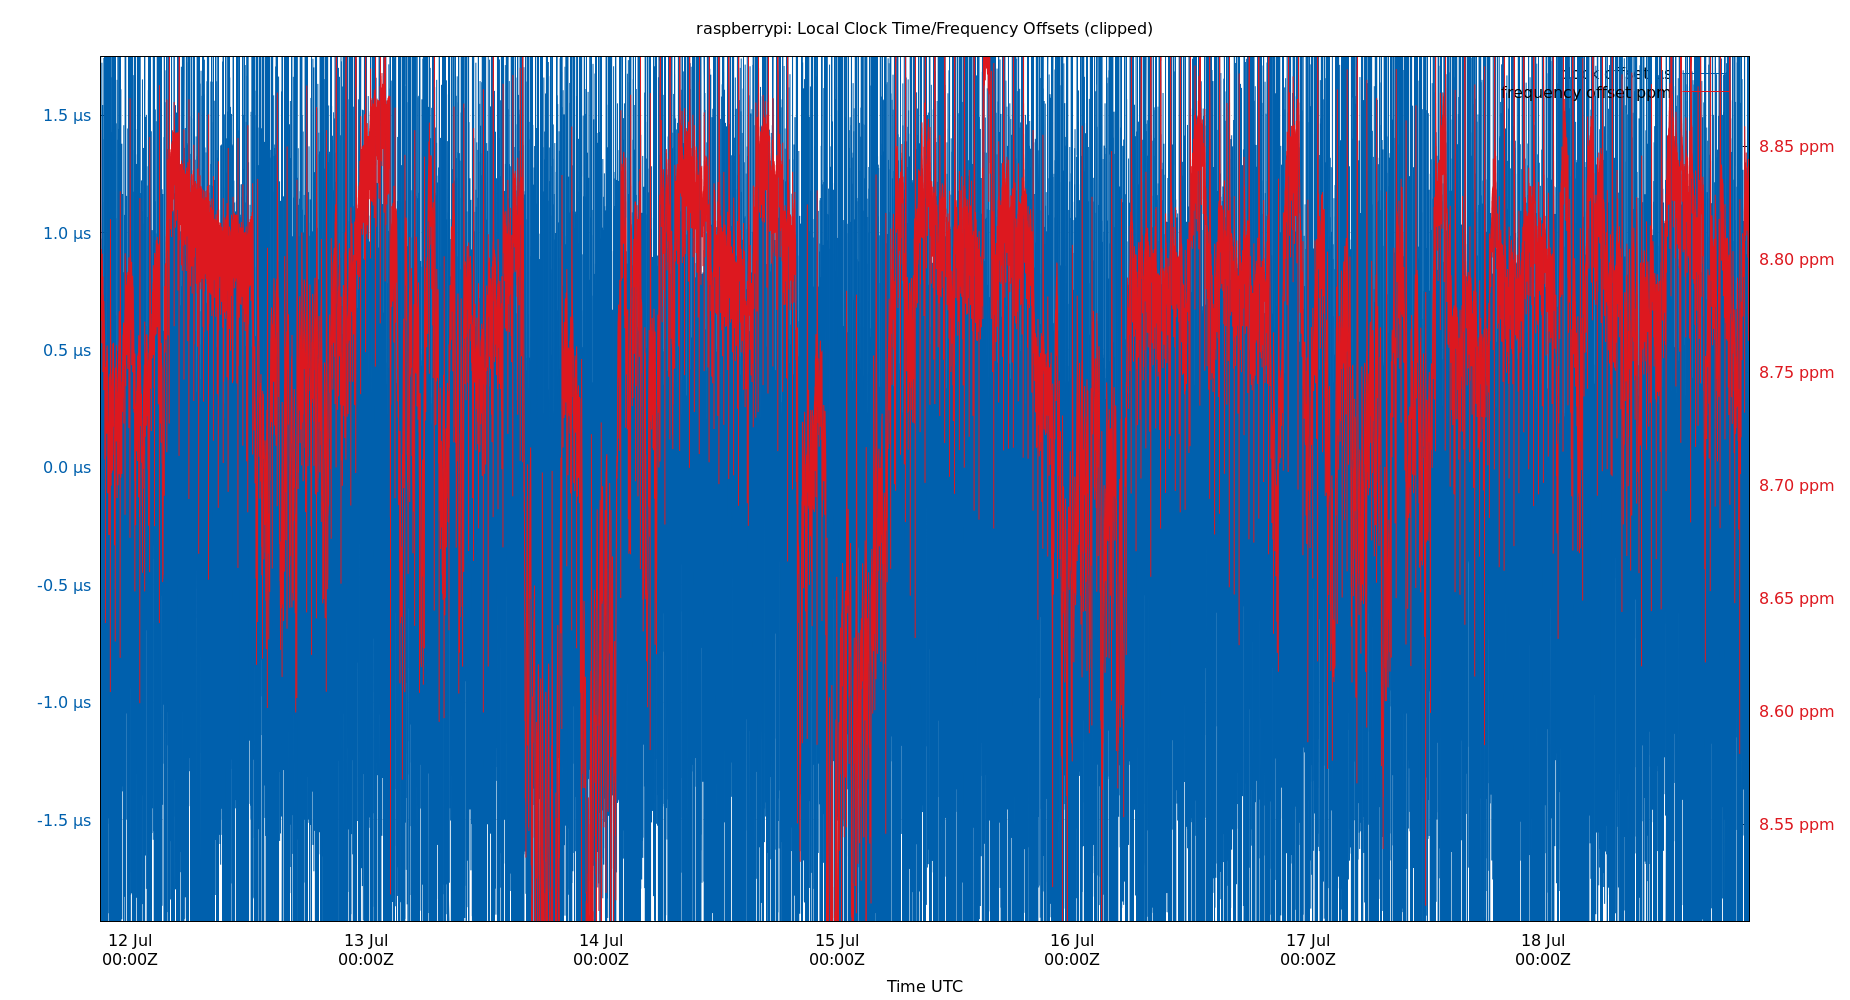 raspberrypi: Local Clock Time/Frequency Offsets (clipped)
clock offset µs
frequency offset ppm
1.5 µs
1.0 µs
0.5 µs
0.0 µs
-0.5 µs
-1.0 µs
-1.5 µs
8.85 ppm
8.80 ppm
8.75 ppm
8.70 ppm
8.65 ppm
8.60 ppm
8.55 ppm
12 Jul 13 Jul 14 Jul 15 Jul 16 Jul 17 Jul 18 Jul
00:00Z 00:00Z 00:00Z 00:00Z 00:00Z 00:00Z 00:00Z
Time UTC